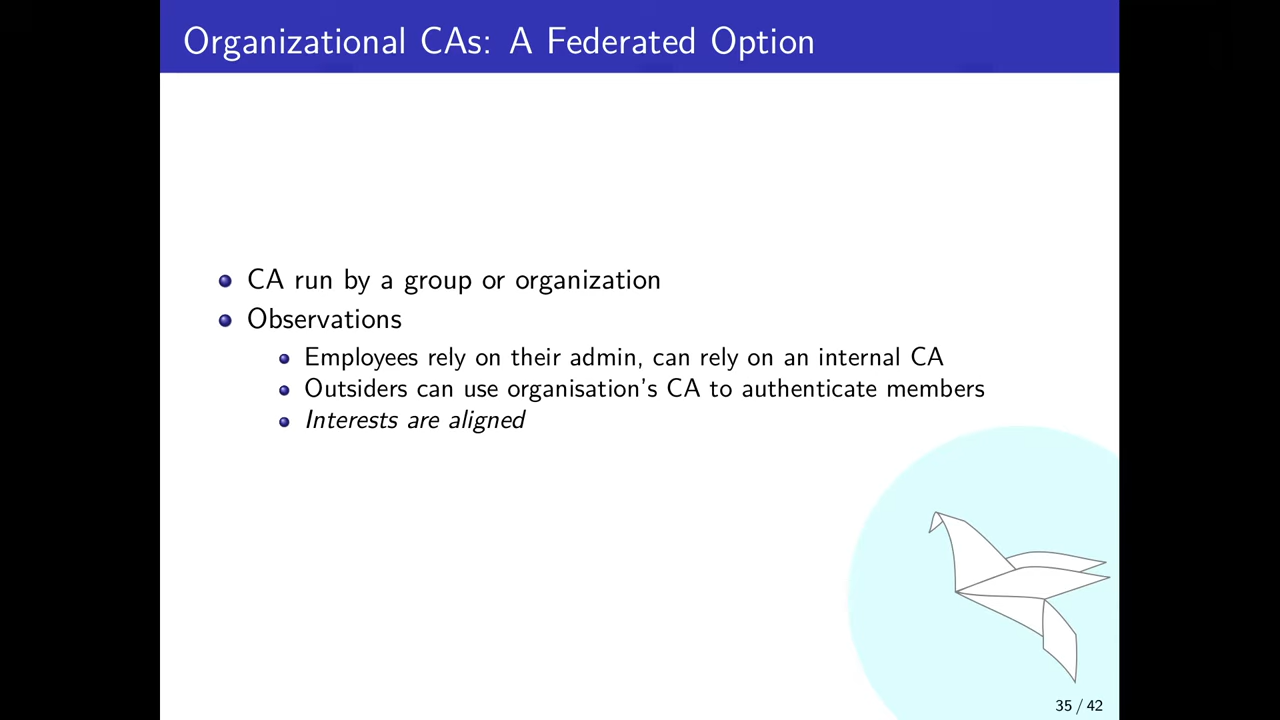 Organizational CAs: A Federated Option
CA run by a group or organization
Observations
Employees rely on their admin, can rely on an internal CA
Outsiders can use organisation's CA to authenticate members
Interests are aligned
35 / 42